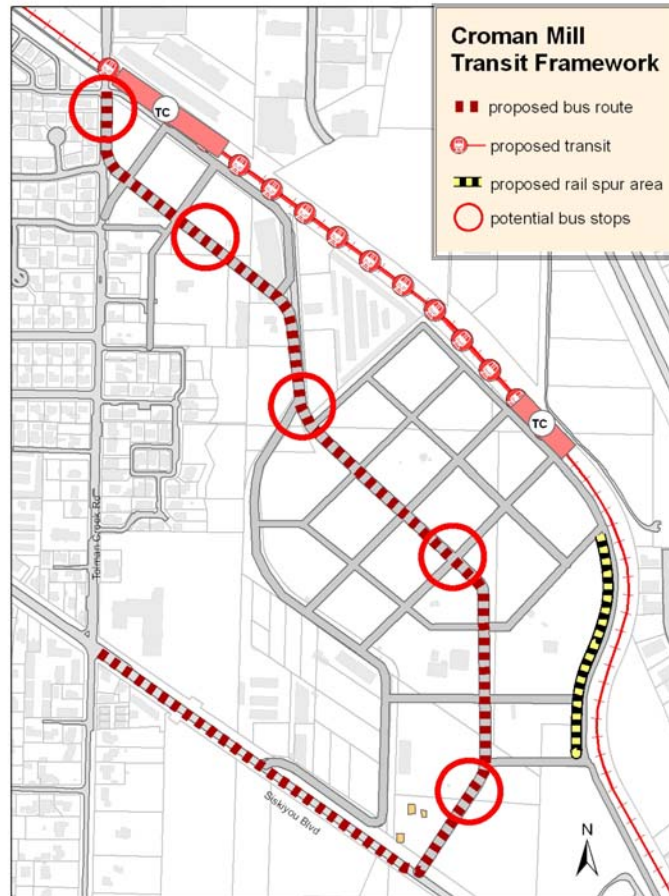 Croman Mill
Transit Framework
proposed bus route
proposed transit
proposed rail spur area
potential bus stops
TC
TC
Tolman Creek Rd
Siskiyou Blvd
N